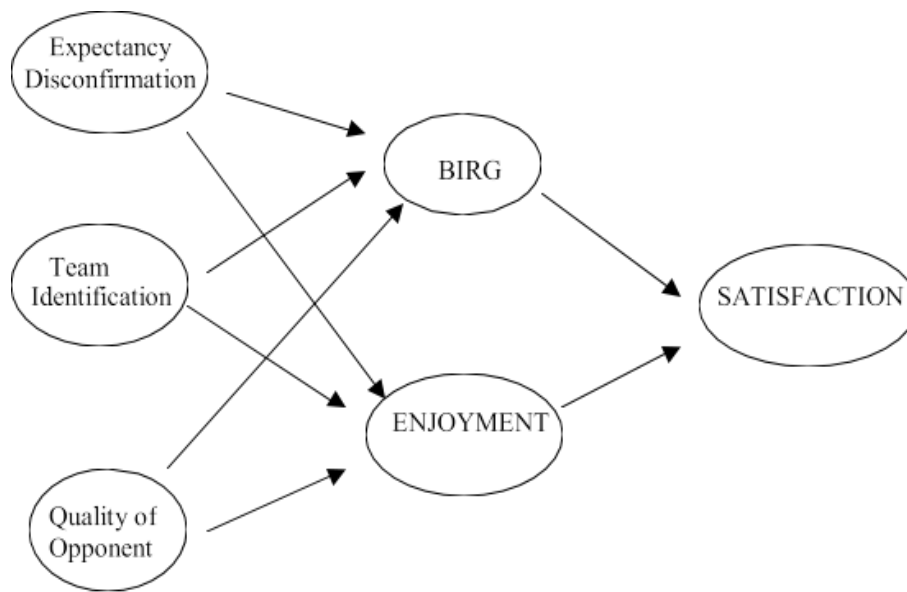 Expectancy
Disconfirmation
BIRG
Team
Identification
SATISFACTION
ENJOYMENT
Quality of
Opponent